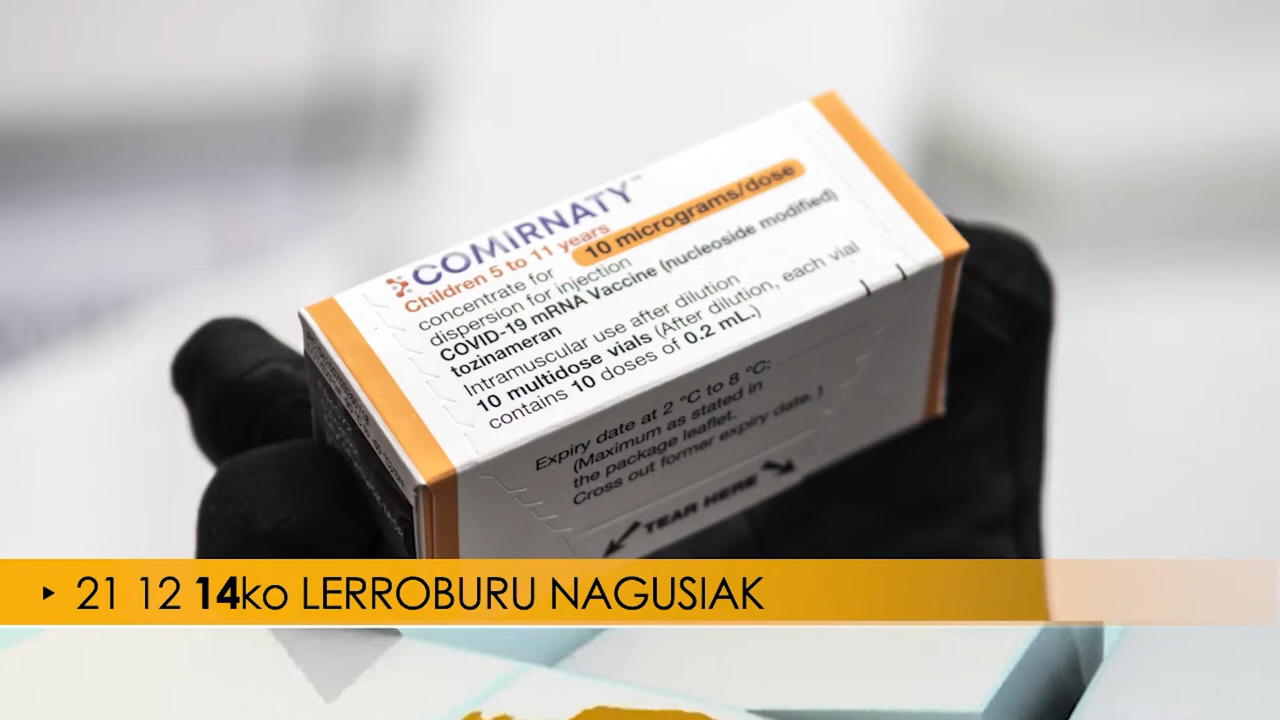 COMIRNATY™
Children 5 to 11 years
10 micrograms/dose
concentrate for
dispersion for injection
COVID-19 mRNA Vaccine (nucleoside modified)
tozinameran
Intramuscular use after dilution
10 multidose vials (After dilution, each vial
contains 10 doses of 0.2 mL.)
Expiry date at 2 °C to 8 °C:
(Maximum as stated in
the package leaflet.
Cross out former expiry date.)
TEAR HERE
21 12 14ko LERROBURU NAGUSIAK